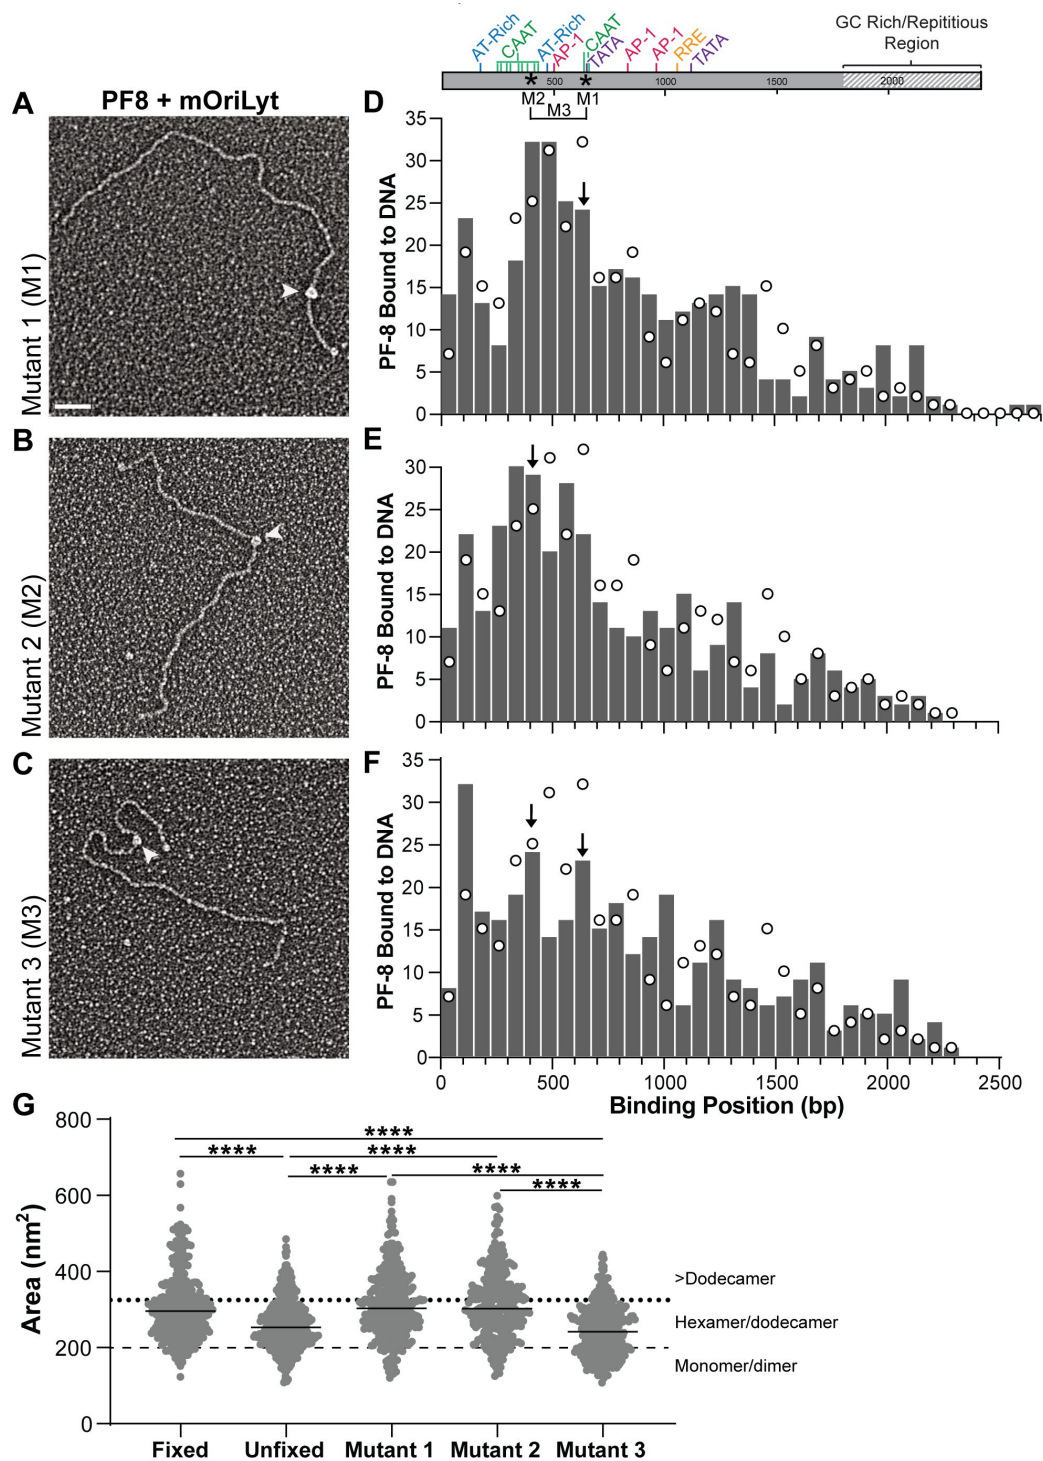 GC Rich/Repititious
Region
AT-Rich
CAAT
AT-Rich
AP-1
CAAT
TATA
AP-1
AP-1
RRE
TATA
* 500 * 1000 1500 2000
M2 M1
M3
A PF8 + mOriLyt
Mutant 1 (M1)
D
PF-8 Bound to DNA
35
30
25
20
15
10
5
0
B
Mutant 2 (M2)
E
PF-8 Bound to DNA
30
25
20
15
10
5
0
C
Mutant 3 (M3)
F
PF-8 Bound to DNA
35
30
25
20
15
10
5
0
0 500 1000 1500 2000 2500
Binding Position (bp)
G
Area (nm2)
800
600
400
200
0
****
**** ****
**** ****
****
>Dodecamer
Hexamer/dodecamer
Monomer/dimer
Fixed Unfixed Mutant 1 Mutant 2 Mutant 3